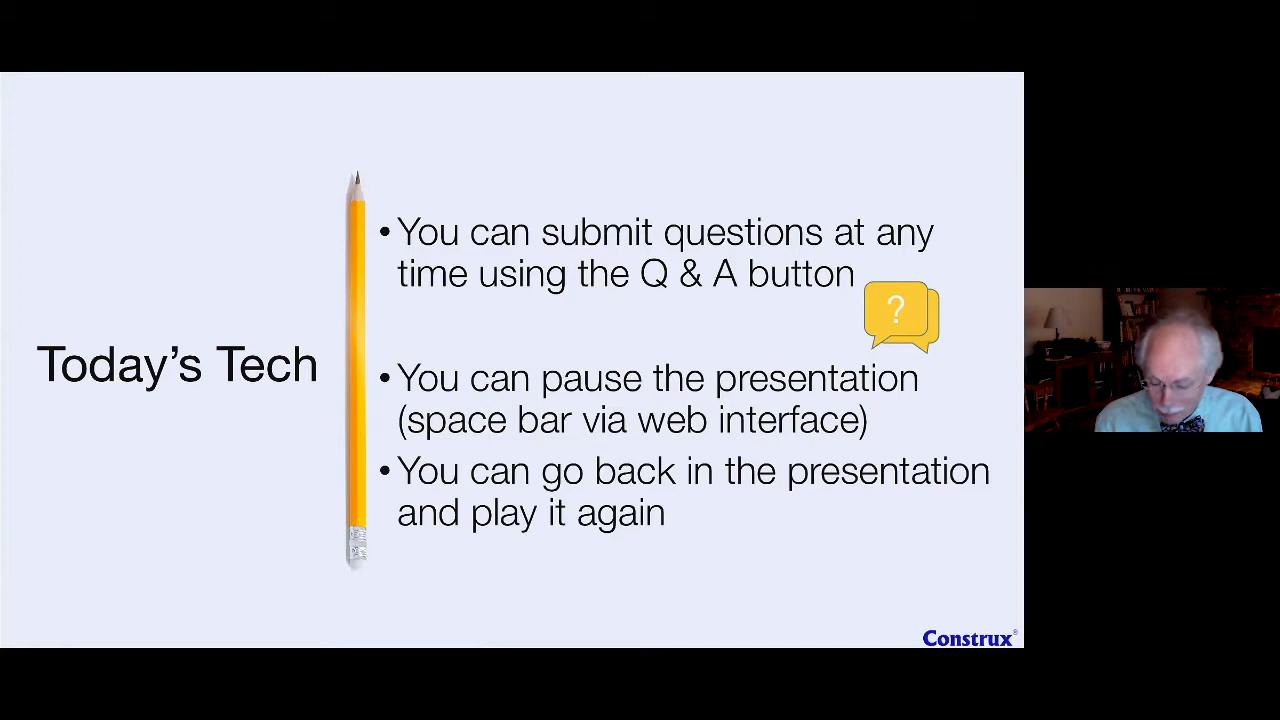 Today's Tech
• You can submit questions at any
time using the Q & A button
?
• You can pause the presentation
(space bar via web interface)
• You can go back in the presentation
and play it again
Construx®